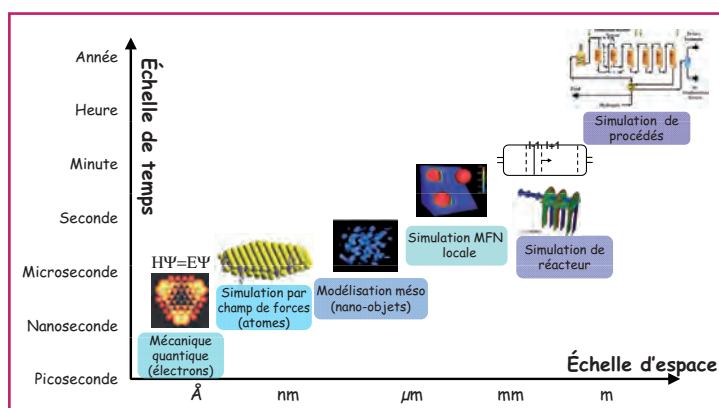 Année
Heure
Minute
Seconde
Microseconde
Nanoseconde
Picoseconde
Échelle de temps
Simulation de
procédés
I-1 I+1
Simulation MFN
locale
Simulation de
réacteur
HΨ=EΨ
Simulation par
champ de forces
(atomes)
Modélisation méso
(nano-objets)
Mécanique
quantique
(électrons)
Échelle d'espace
Å
nm
µm
mm
m